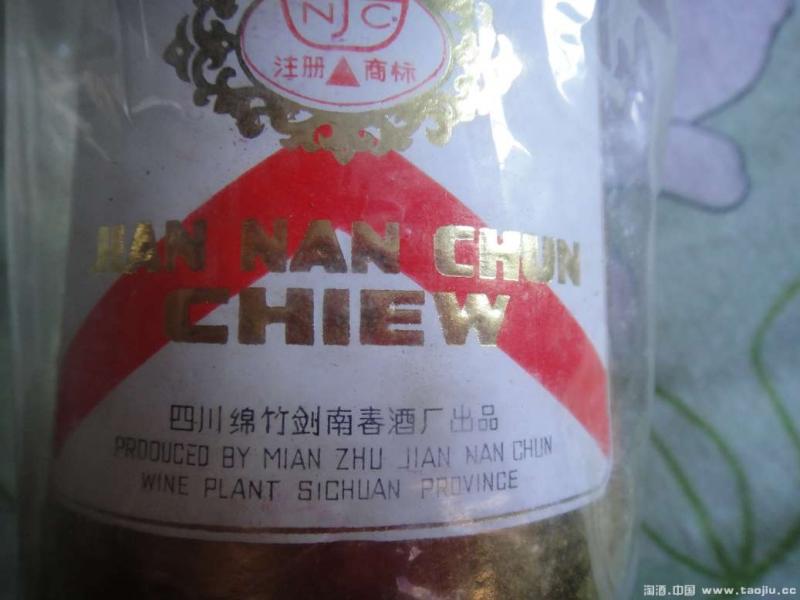 NJC
注册 商标
JIAN NAN CHUN
CHIEW
四川绵竹剑南春酒厂出品
PRODUCED BY MIAN ZHU JIAN NAN CHUN
WINE PLANT SICHUAN PROVINCE
淘酒.中国 www.taojiu.cc